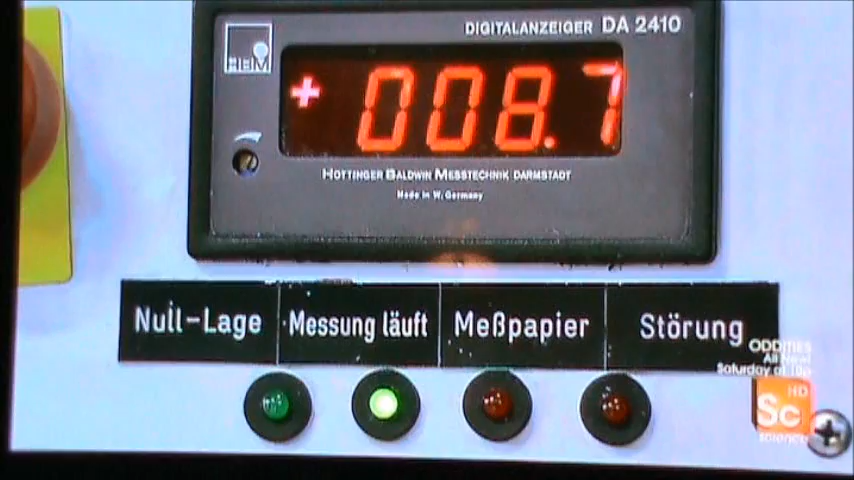 DIGITALANZEIGER DA 2410
HBM
+ 008.7
HOTTINGER BALDWIN MESSTECHNIK DARMSTADT
Made in W. Germany
Null-Lage
Messung läuft
Meßpapier
Störung
ODDITIES
All New!
Saturday at 10p
HD
Sc
science